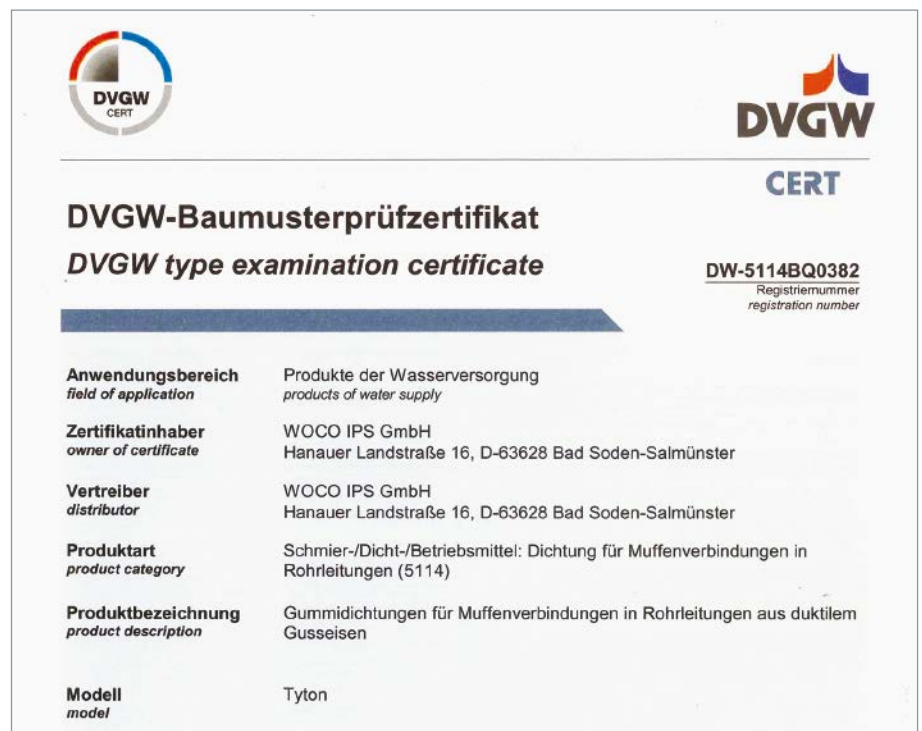 DVGW
CERT
DVGW
CERT
DVGW-Baumusterprüfzertifikat
DVGW type examination certificate
DW-5114BQ0382
Registriernummer
registration number
Anwendungsbereich
field of application
Produkte der Wasserversorgung
products of water supply
Zertifikatinhaber
owner of certificate
WOCO IPS GmbH
Hanauer Landstraße 16, D-63628 Bad Soden-Salmünster
Vertreiber
distributor
WOCO IPS GmbH
Hanauer Landstraße 16, D-63628 Bad Soden-Salmünster
Produktart
product category
Schmier-/Dicht-/Betriebsmittel: Dichtung für Muffenverbindungen in
Rohrleitungen (5114)
Produktbezeichnung
product description
Gummidichtungen für Muffenverbindungen in Rohrleitungen aus duktilem
Gusseisen
Modell
model
Tyton